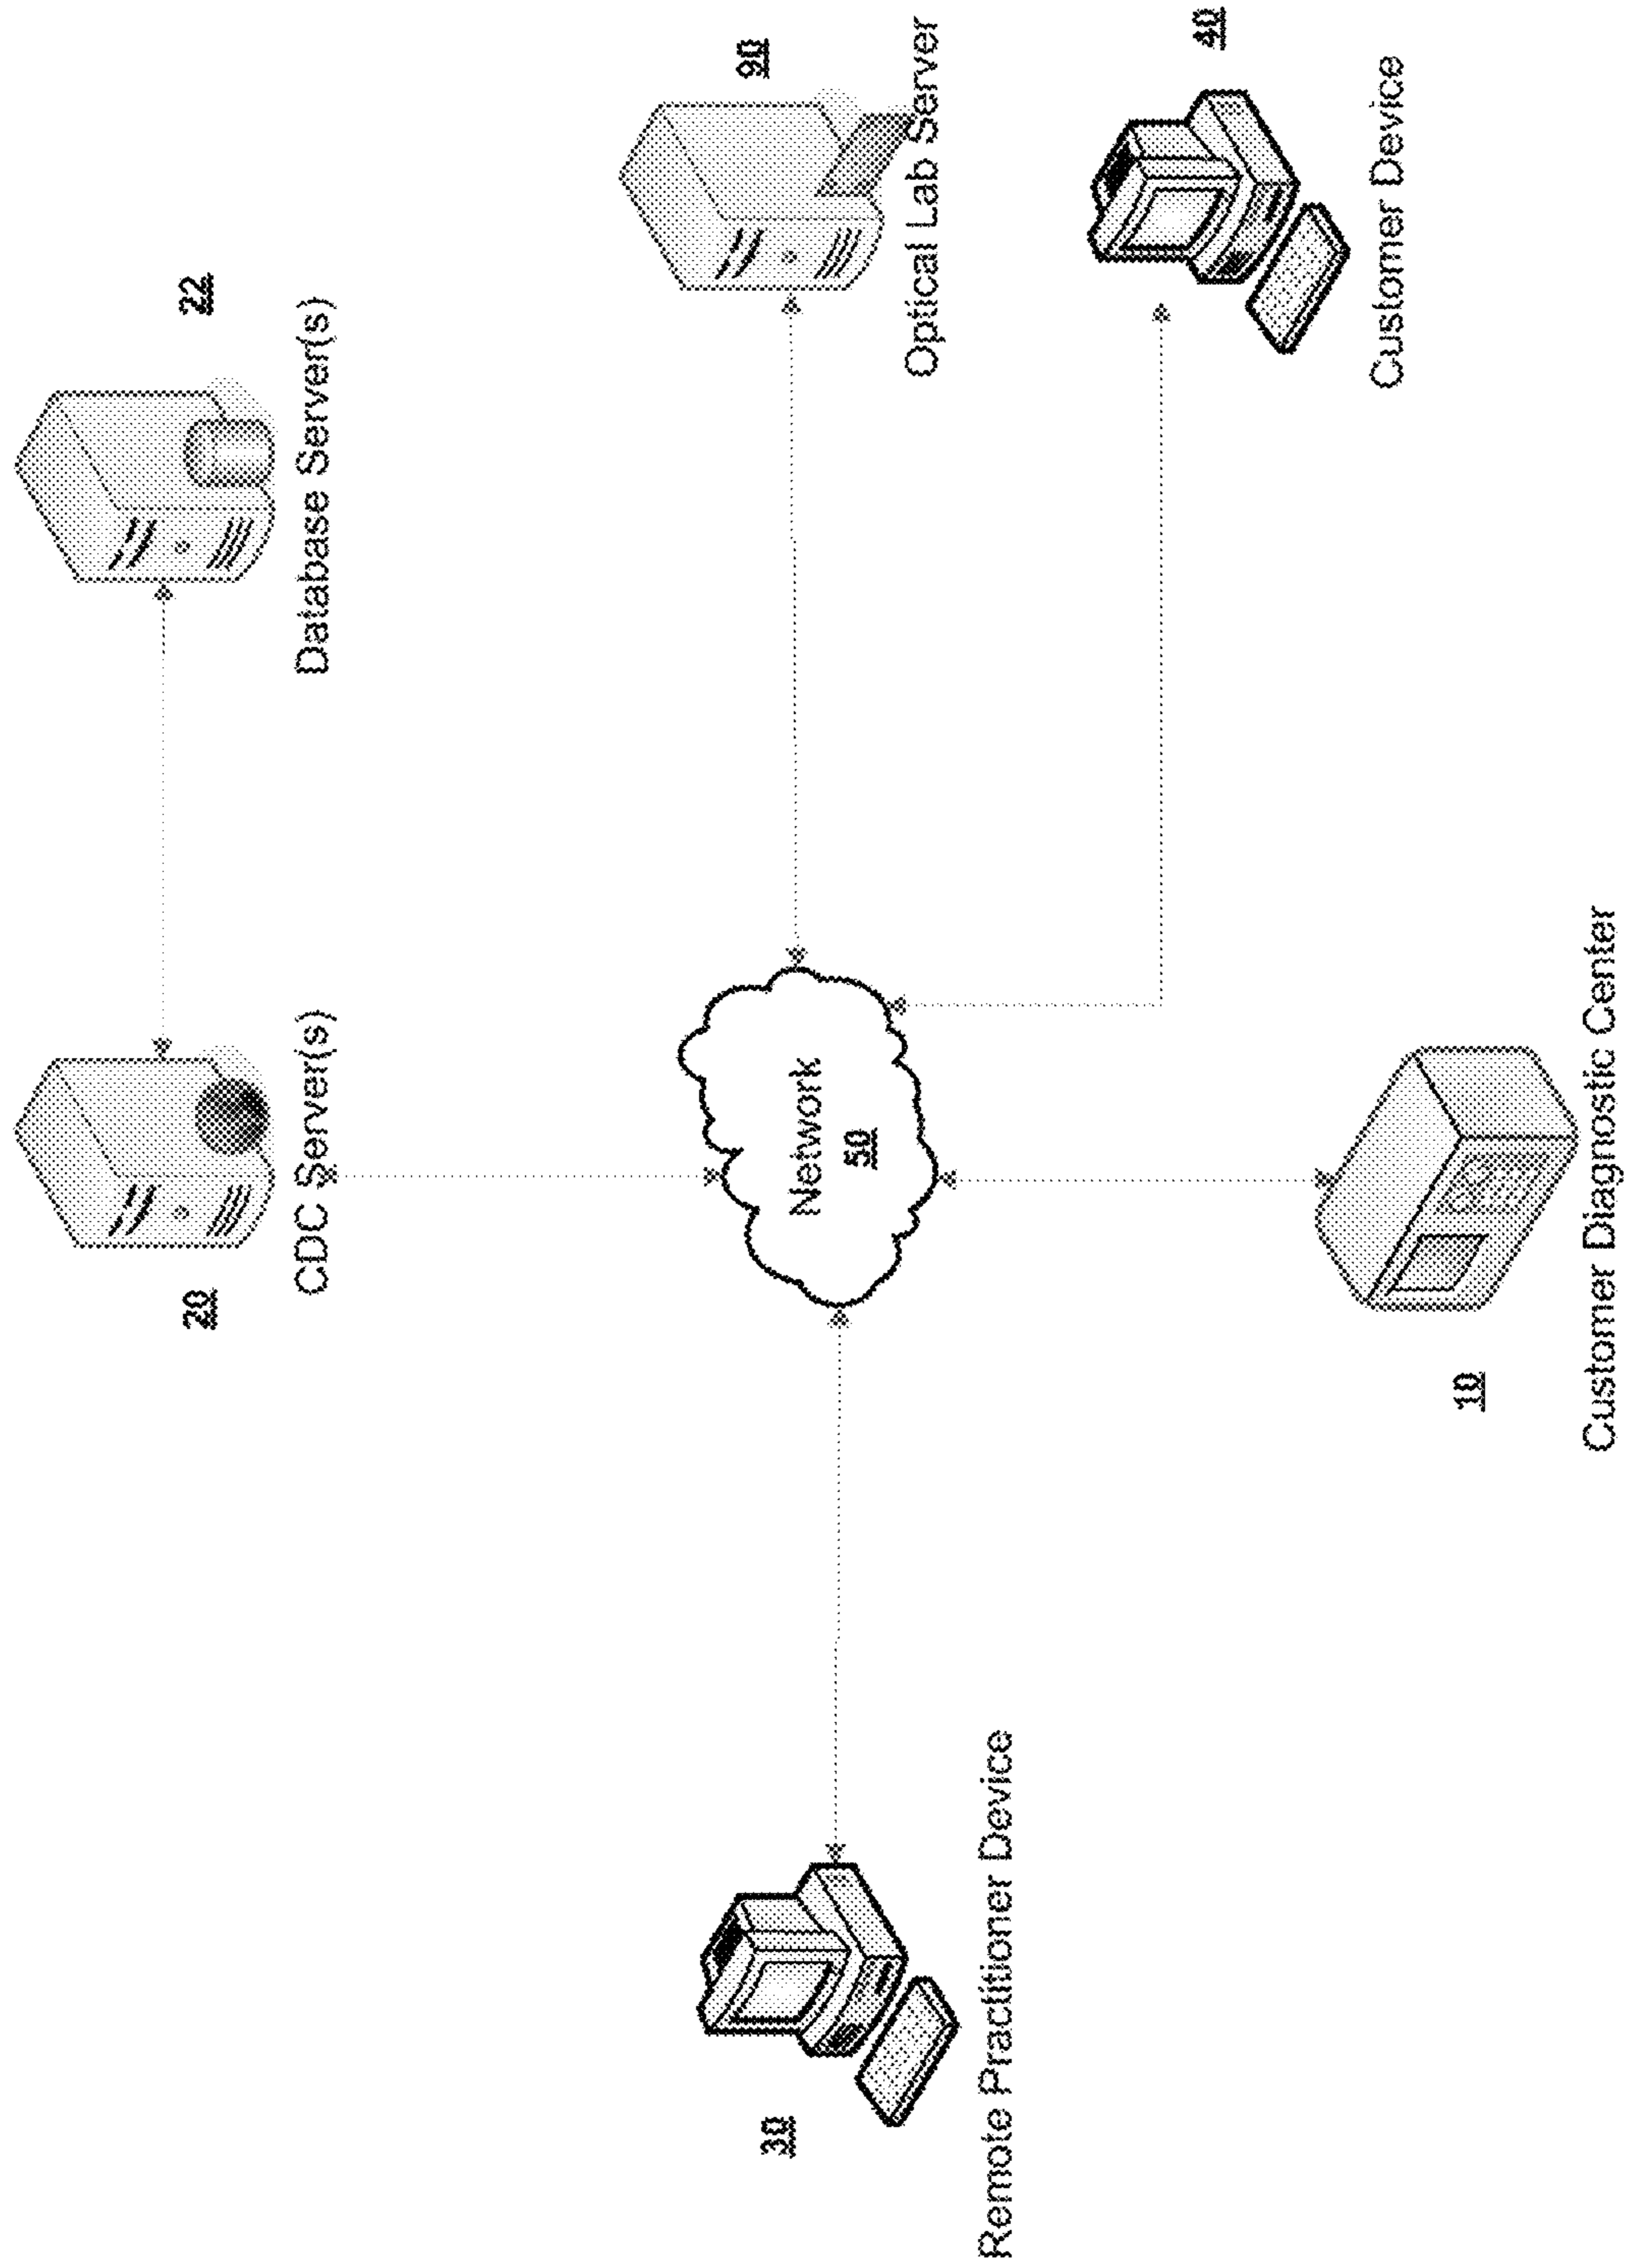 20
CDC Server(s)
22
Database Server(s)
30
Remote Practitioner Device
Network
50
90
Optical Lab Server
40
Customer Device
10
Customer Diagnostic Center